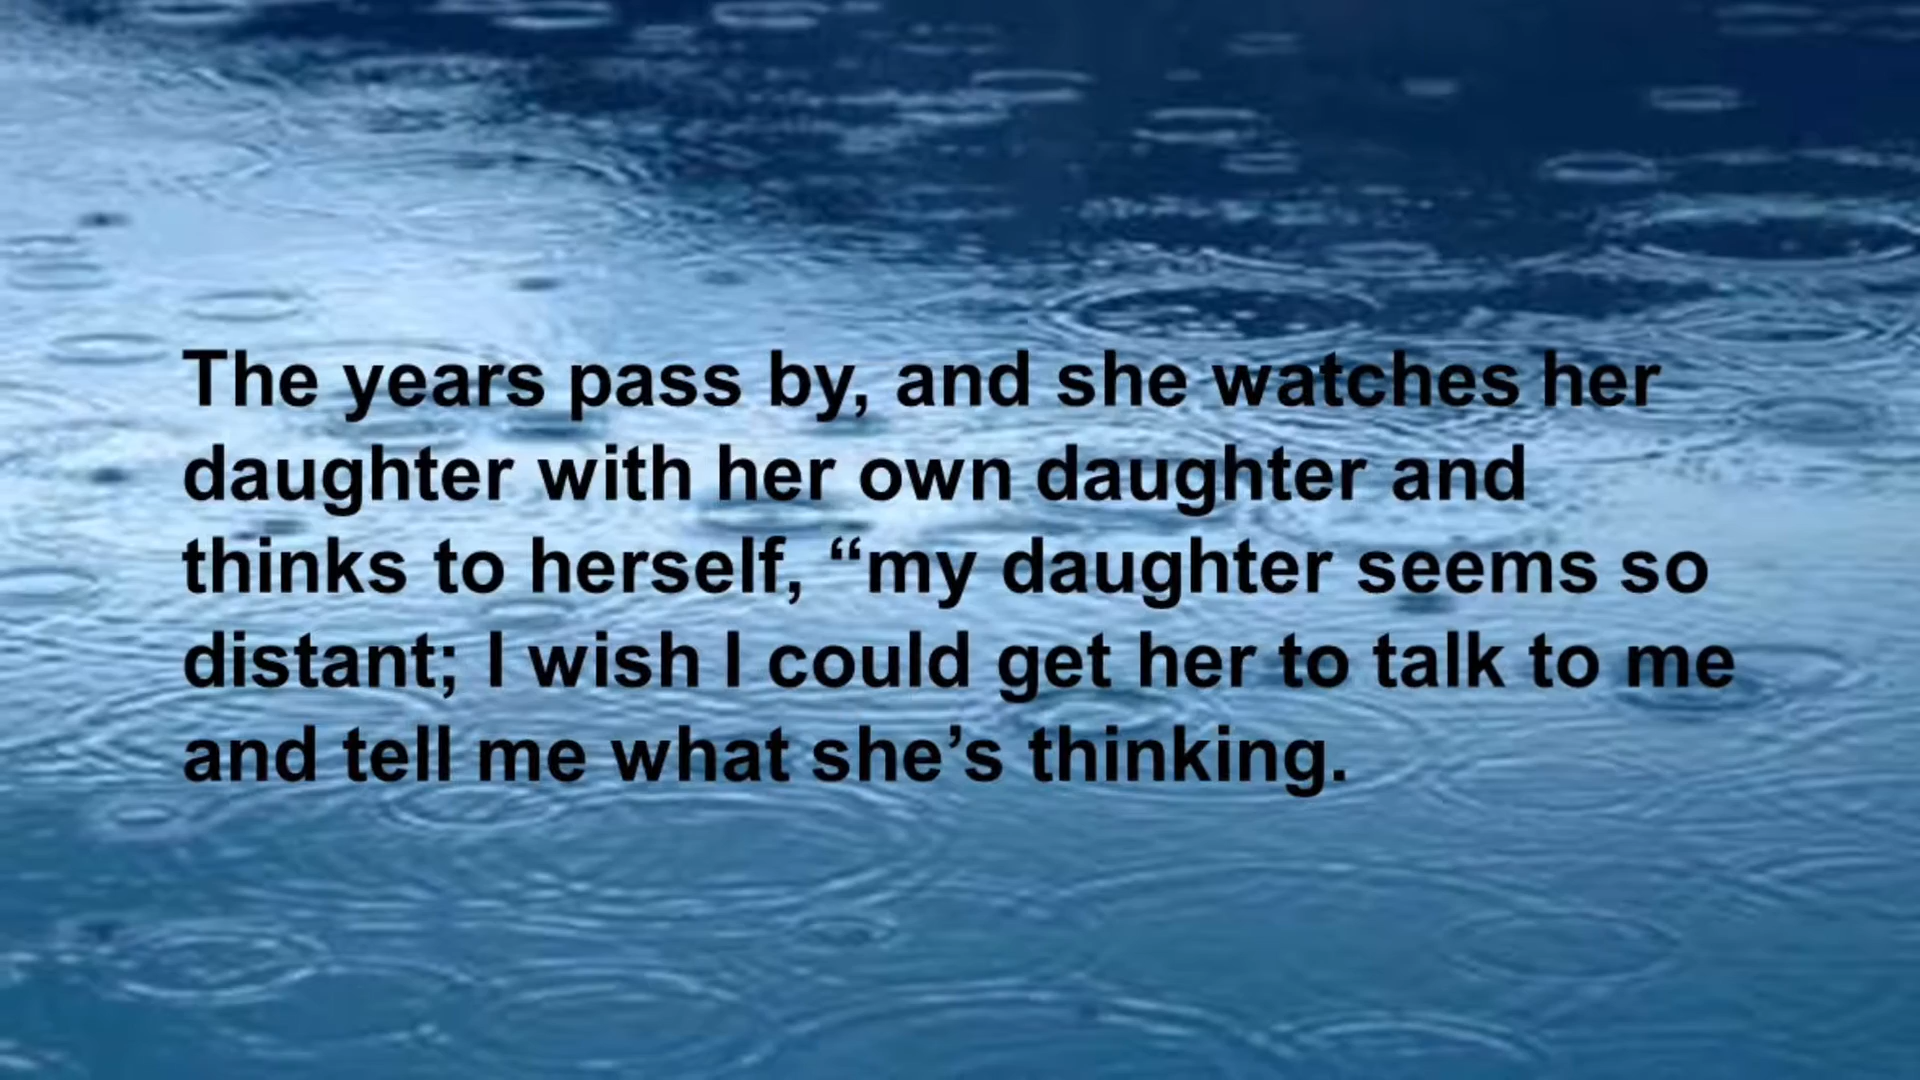 The years pass by, and she watches her
daughter with her own daughter and
thinks to herself, “my daughter seems so
distant; I wish I could get her to talk to me
and tell me what she’s thinking.